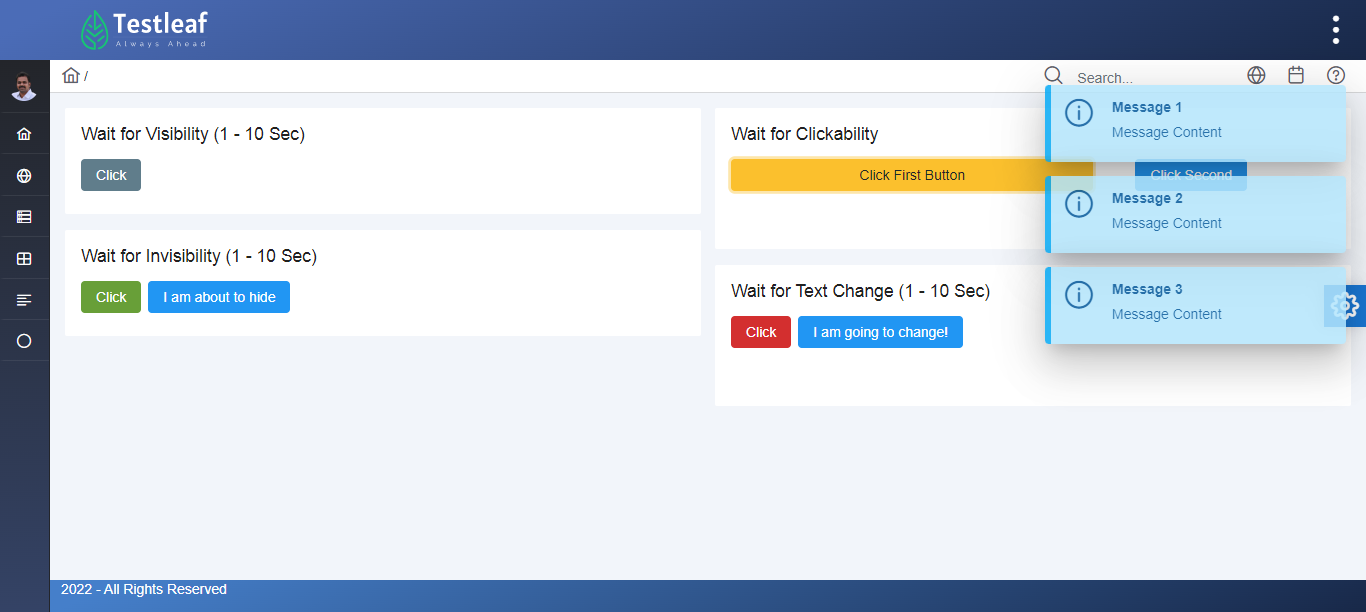 Testleaf
Always Ahead
/
Search...
Wait for Visibility (1 - 10 Sec)
Click
Wait for Invisibility (1 - 10 Sec)
Click
I am about to hide
Wait for Clickability
Click First Button
Click Second
Wait for Text Change (1 - 10 Sec)
Click
I am going to change!
Message 1
Message Content
Message 2
Message Content
Message 3
Message Content
2022 - All Rights Reserved